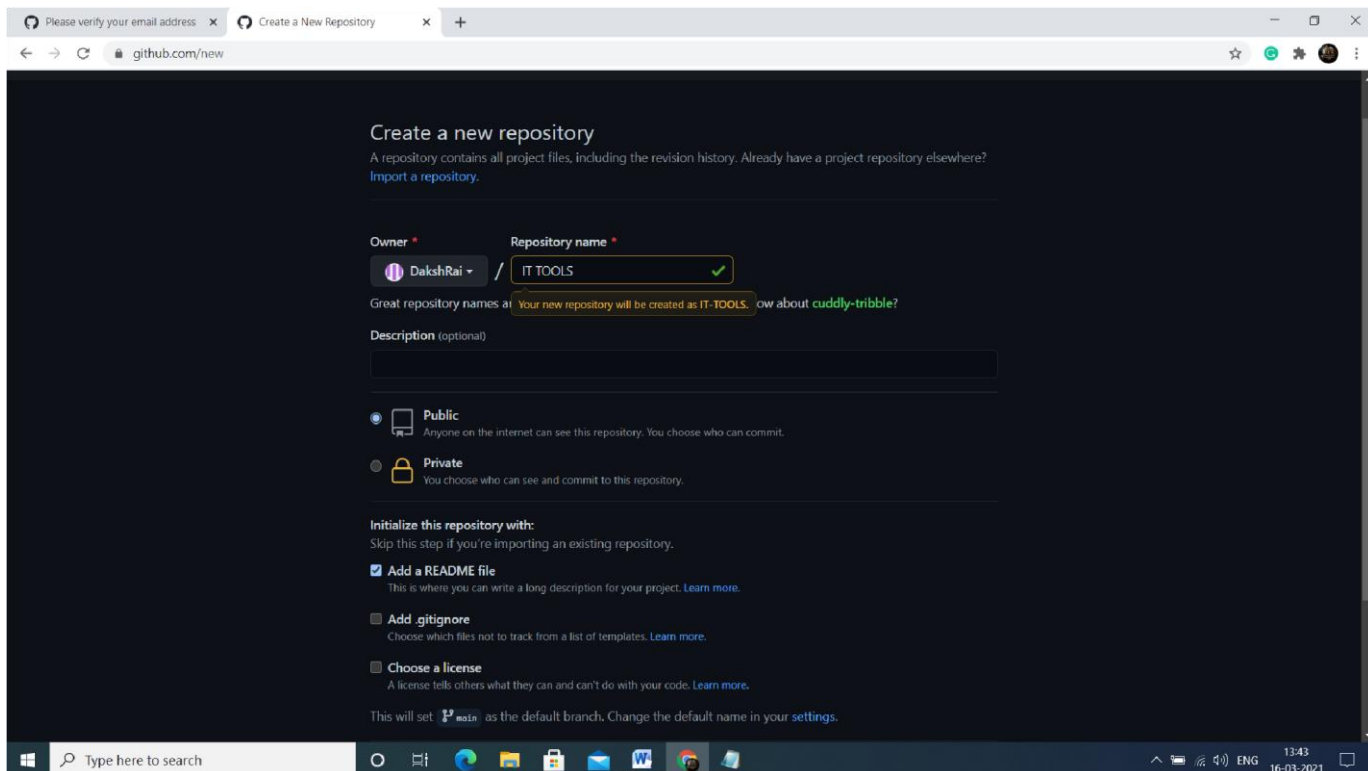 Please verify your email address
Create a New Repository
github.com/new
Create a new repository
A repository contains all project files, including the revision history. Already have a project repository elsewhere?
Import a repository.
Owner * Repository name *
DakshRai / IT TOOLS
Great repository names a
Your new repository will be created as IT-TOOLS.
ow about cuddly-tribble?
Description (optional)
Public
Anyone on the internet can see this repository. You choose who can commit.
Private
You choose who can see and commit to this repository.
Initialize this repository with:
Skip this step if you're importing an existing repository.
Add a README file
This is where you can write a long description for your project. Learn more.
Add .gitignore
Choose which files not to track from a list of templates. Learn more.
Choose a license
A license tells others what they can and can't do with your code. Learn more.
This will set main as the default branch. Change the default name in your settings.
Type here to search
ENG
13:43
16-03-2021